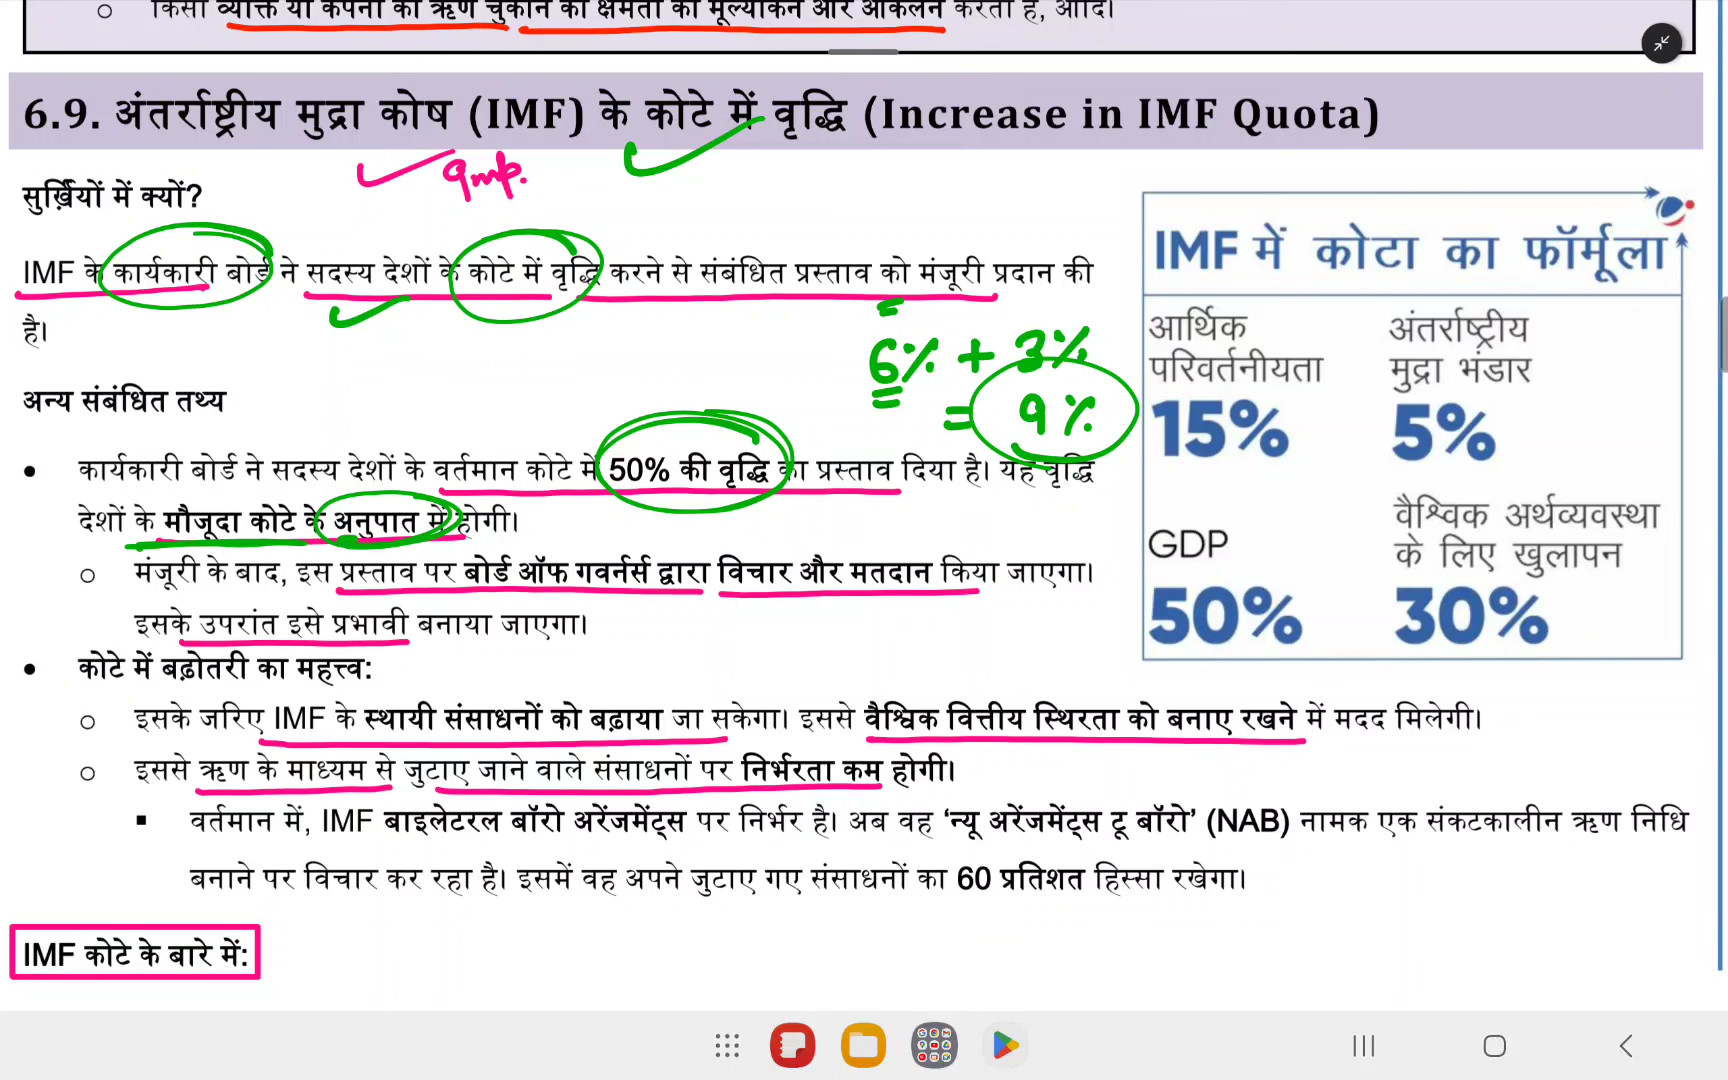 किसी व्यक्ति या कंपनी की ऋण चुकाने की क्षमता का मूल्यांकन और आकलन करता है, आदि।
6.9. अंतर्राष्ट्रीय मुद्रा कोष (IMF) के कोटे में वृद्धि (Increase in IMF Quota)
Imp.
सुर्ख़ियों में क्यों?
IMF के कार्यकारी बोर्ड ने सदस्य देशों के कोटे में वृद्धि करने से संबंधित प्रस्ताव को मंजूरी प्रदान की
है।
6% + 3%
= 9%
अन्य संबंधित तथ्य
कार्यकारी बोर्ड ने सदस्य देशों के वर्तमान कोटे में 50% की वृद्धि का प्रस्ताव दिया है। यह वृद्धि
देशों के मौजूदा कोटे के अनुपात में होगी।
मंजूरी के बाद, इस प्रस्ताव पर बोर्ड ऑफ गवर्नर्स द्वारा विचार और मतदान किया जाएगा।
इसके उपरांत इसे प्रभावी बनाया जाएगा।
कोटे में बढ़ोतरी का महत्त्व:
इसके जरिए IMF के स्थायी संसाधनों को बढ़ाया जा सकेगा। इससे वैश्विक वित्तीय स्थिरता को बनाए रखने में मदद मिलेगी।
इससे ऋण के माध्यम से जुटाए जाने वाले संसाधनों पर निर्भरता कम होगी।
वर्तमान में, IMF बाइलेटरल बॉरो अरेंजमेंट्स पर निर्भर है। अब वह ‘न्यू अरेंजमेंट्स टू बॉरो’ (NAB) नामक एक संकटकालीन ऋण निधि
बनाने पर विचार कर रहा है। इसमें वह अपने जुटाए गए संसाधनों का 60 प्रतिशत हिस्सा रखेगा।
IMF कोटे के बारे में:
IMF में कोटा का फॉर्मूला
आर्थिक
परिवर्तनीयता
15%
अंतर्राष्ट्रीय
मुद्रा भंडार
5%
GDP
50%
वैश्विक अर्थव्यवस्था
के लिए खुलापन
30%